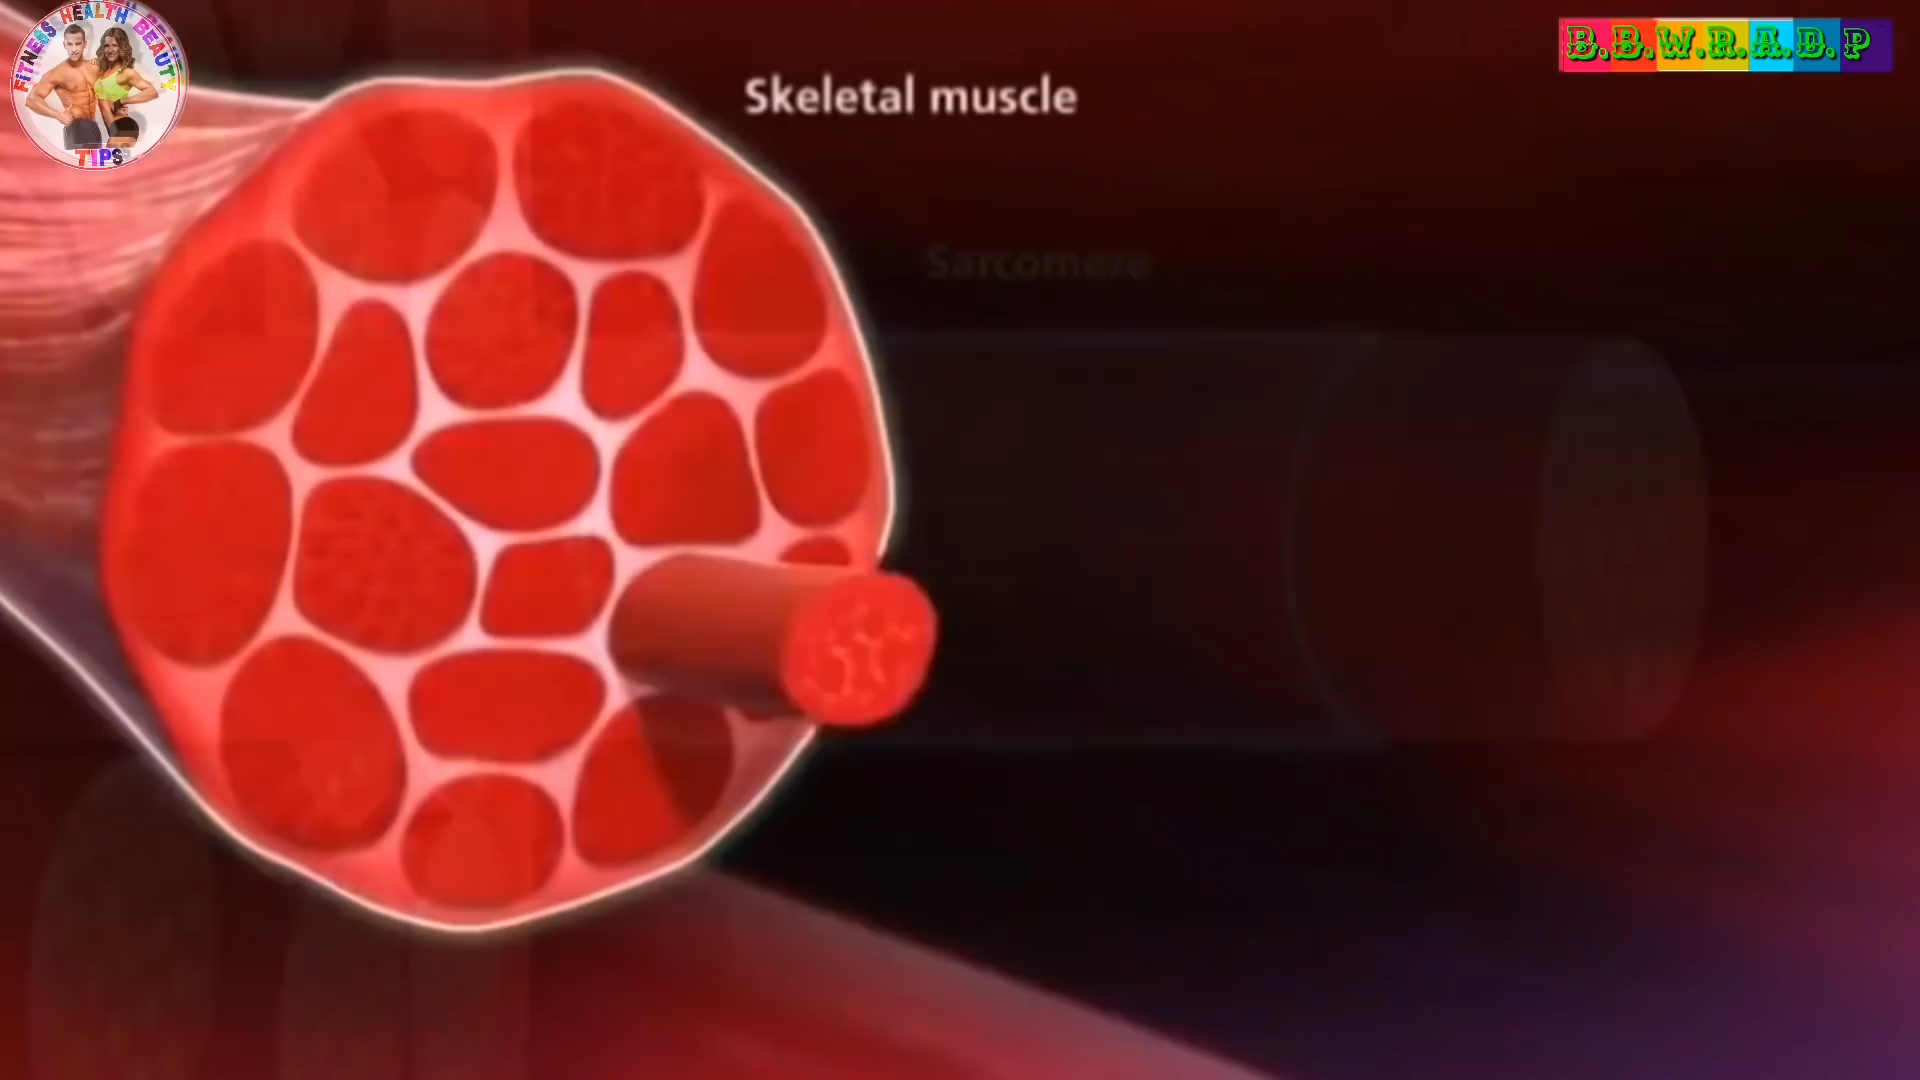 FITNESS HEALTH BEAUTY
TIPS
B.B.W.R.A.D.P
Skeletal muscle
Sarcomere